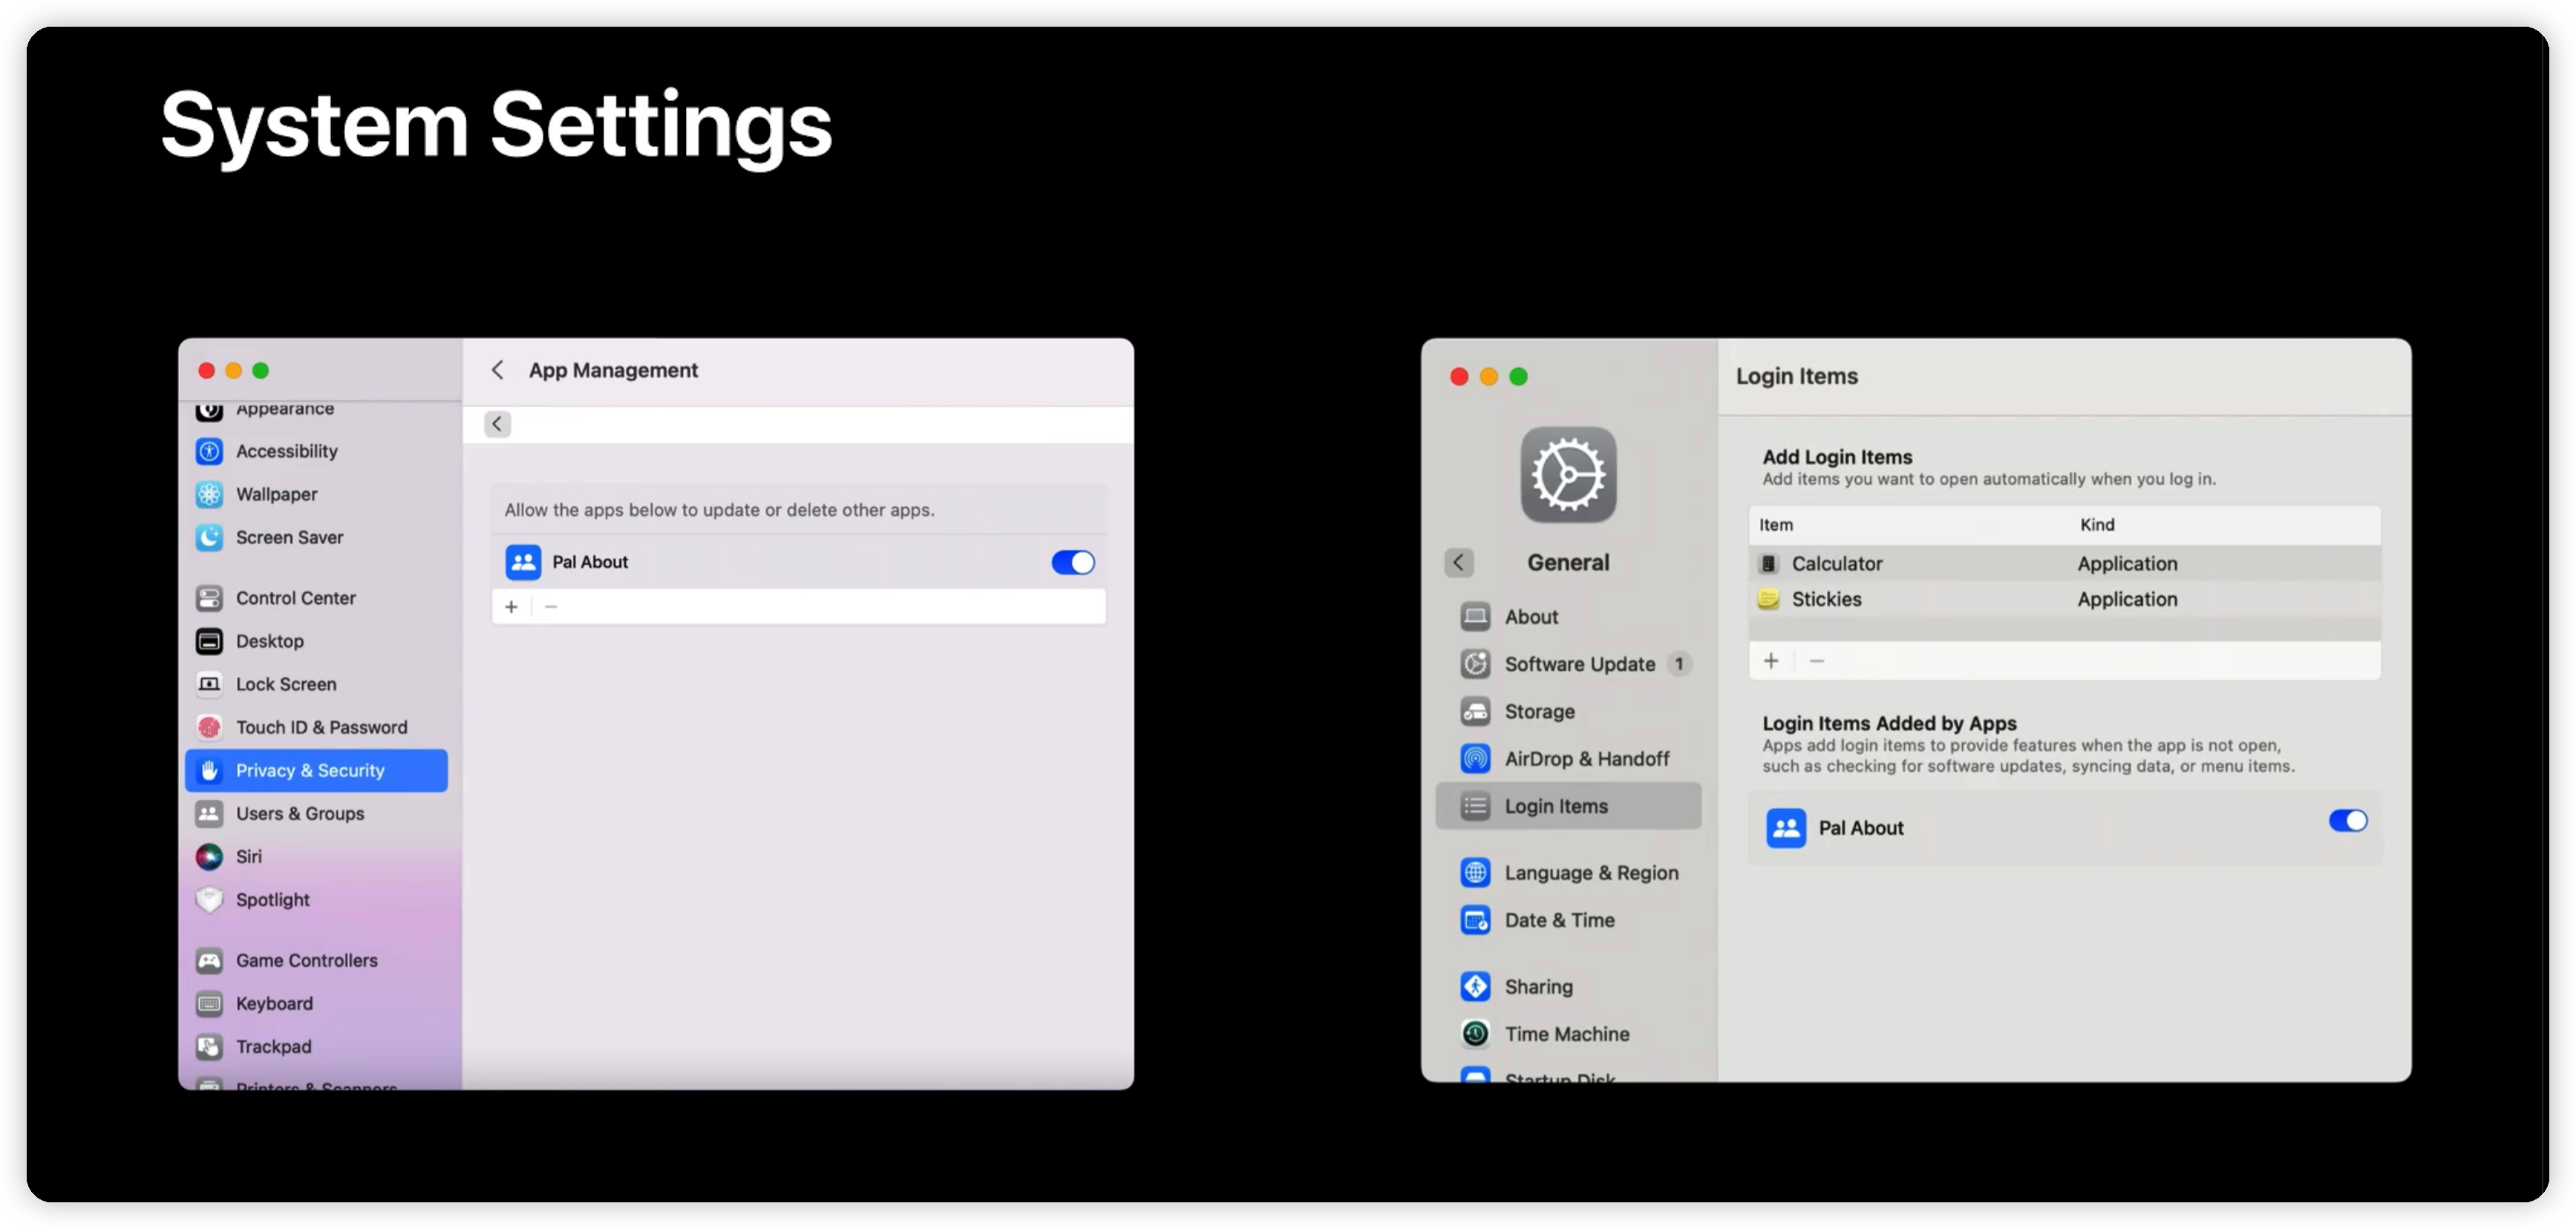 System Settings
App Management
Appearance
Accessibility
Wallpaper
Screen Saver
Control Center
Desktop
Lock Screen
Touch ID & Password
Privacy & Security
Users & Groups
Siri
Spotlight
Game Controllers
Keyboard
Trackpad
Printers & Scanners
Allow the apps below to update or delete other apps.
Pal About
Login Items
General
About
Software Update 1
Storage
AirDrop & Handoff
Login Items
Language & Region
Date & Time
Sharing
Time Machine
Startup Disk
Add Login Items
Add items you want to open automatically when you log in.
Item Kind
Calculator Application
Stickies Application
Login Items Added by Apps
Apps add login items to provide features when the app is not open,
such as checking for software updates, syncing data, or menu items.
Pal About